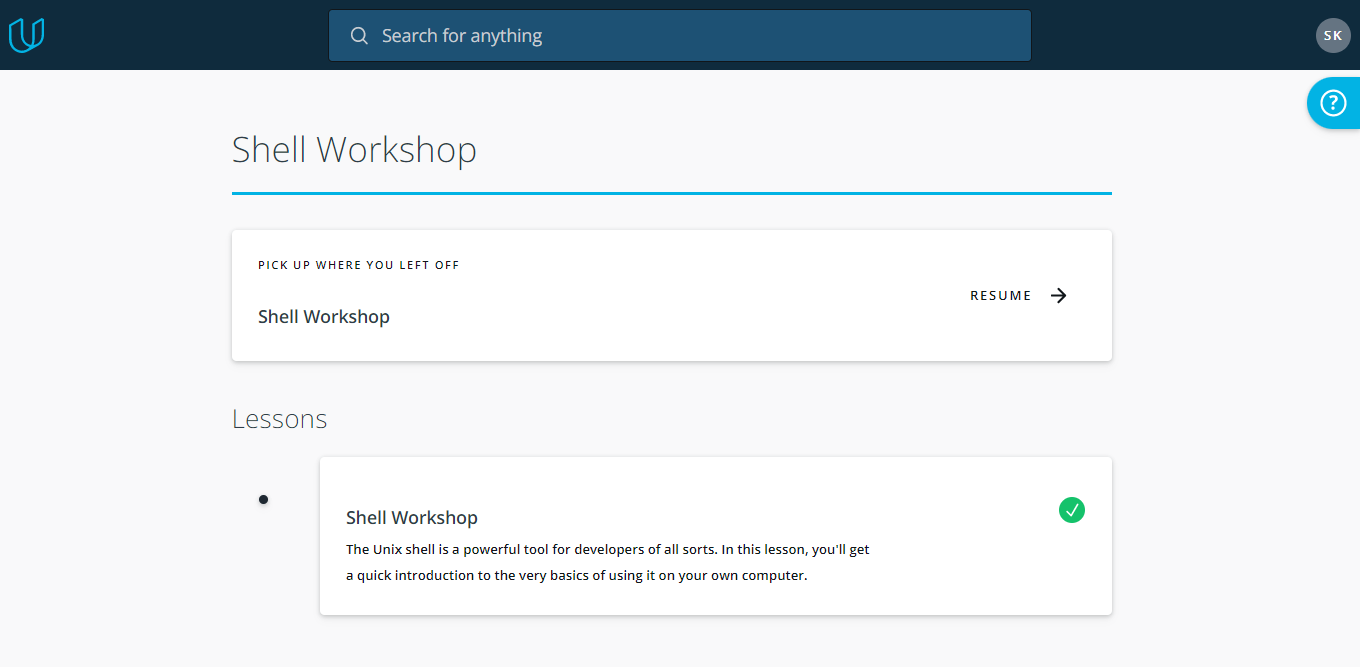 Search for anything
SK
?
Shell Workshop
PICK UP WHERE YOU LEFT OFF
Shell Workshop
RESUME
Lessons
Shell Workshop
The Unix shell is a powerful tool for developers of all sorts. In this lesson, you'll get
a quick introduction to the very basics of using it on your own computer.